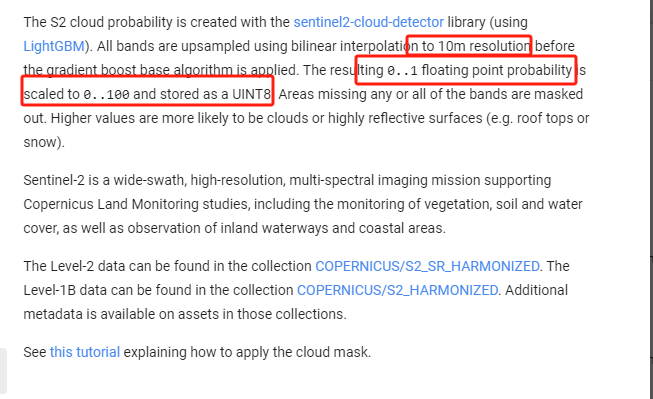 The S2 cloud probability is created with the sentinel2-cloud-detector library (using
LightGBM). All bands are upsampled using bilinear interpolation to 10m resolution before
the gradient boost base algorithm is applied. The resulting 0..1 floating point probability is
scaled to 0..100 and stored as a UINT8. Areas missing any or all of the bands are masked
out. Higher values are more likely to be clouds or highly reflective surfaces (e.g. roof tops or
snow).
Sentinel-2 is a wide-swath, high-resolution, multi-spectral imaging mission supporting
Copernicus Land Monitoring studies, including the monitoring of vegetation, soil and water
cover, as well as observation of inland waterways and coastal areas.
The Level-2 data can be found in the collection COPERNICUS/S2_SR_HARMONIZED. The
Level-1B data can be found in the collection COPERNICUS/S2_HARMONIZED. Additional
metadata is available on assets in those collections.
See this tutorial explaining how to apply the cloud mask.